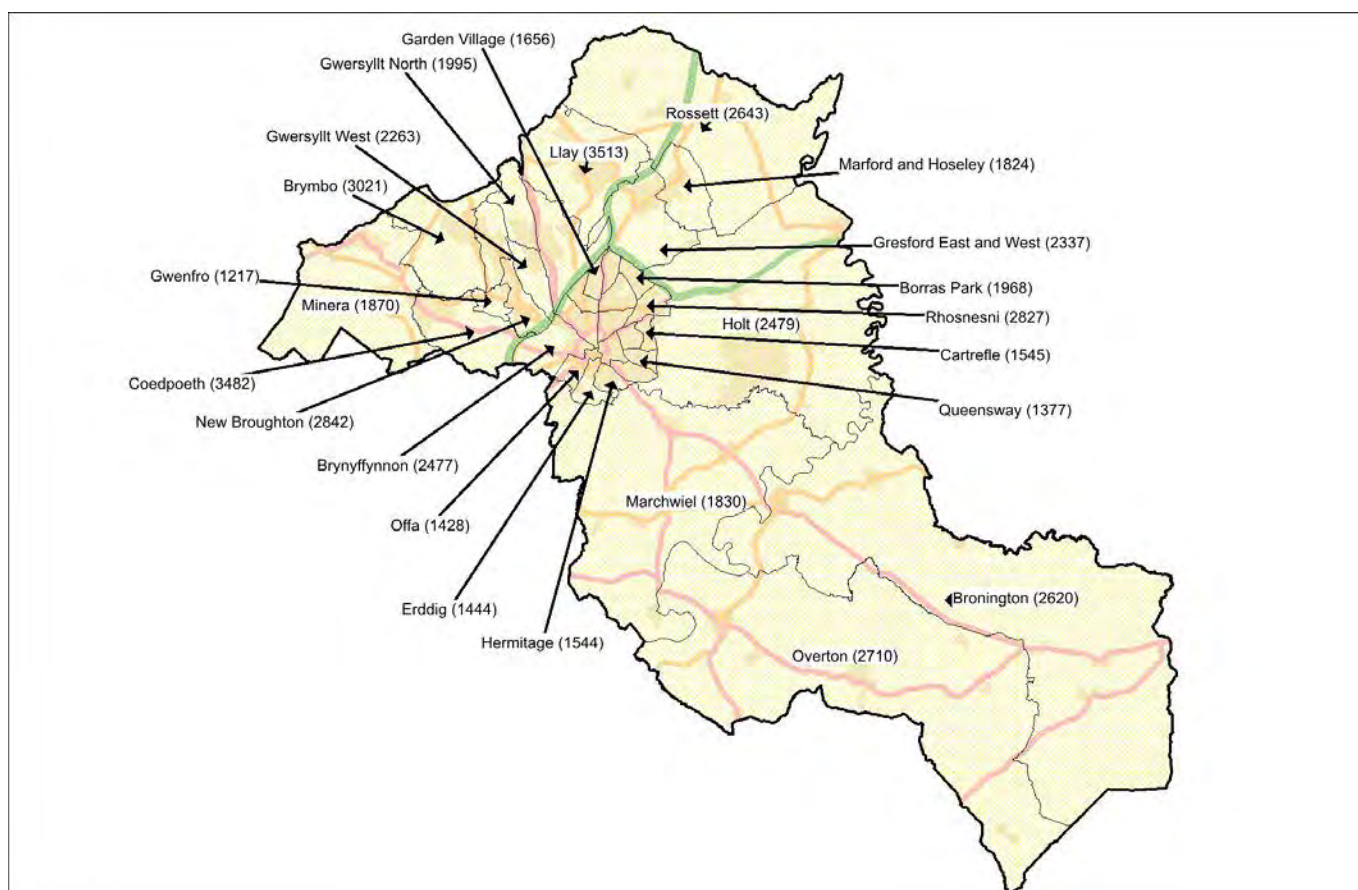 Garden Village (1656)
Gwersyllt North (1995)
Rossett (2643)
Gwersyllt West (2263)
Llay (3513)
Marford and Hoseley (1824)
Brymbo (3021)
Gresford East and West (2337)
Gwenfro (1217)
Borras Park (1968)
Minera (1870)
Rhosnesni (2827)
Holt (2479)
Cartrefle (1545)
Coedpoeth (3482)
Queensway (1377)
New Broughton (2842)
Brynyffynnon (2477)
Marchwiel (1830)
Offa (1428)
Bronington (2620)
Erddig (1444)
Hermitage (1544)
Overton (2710)